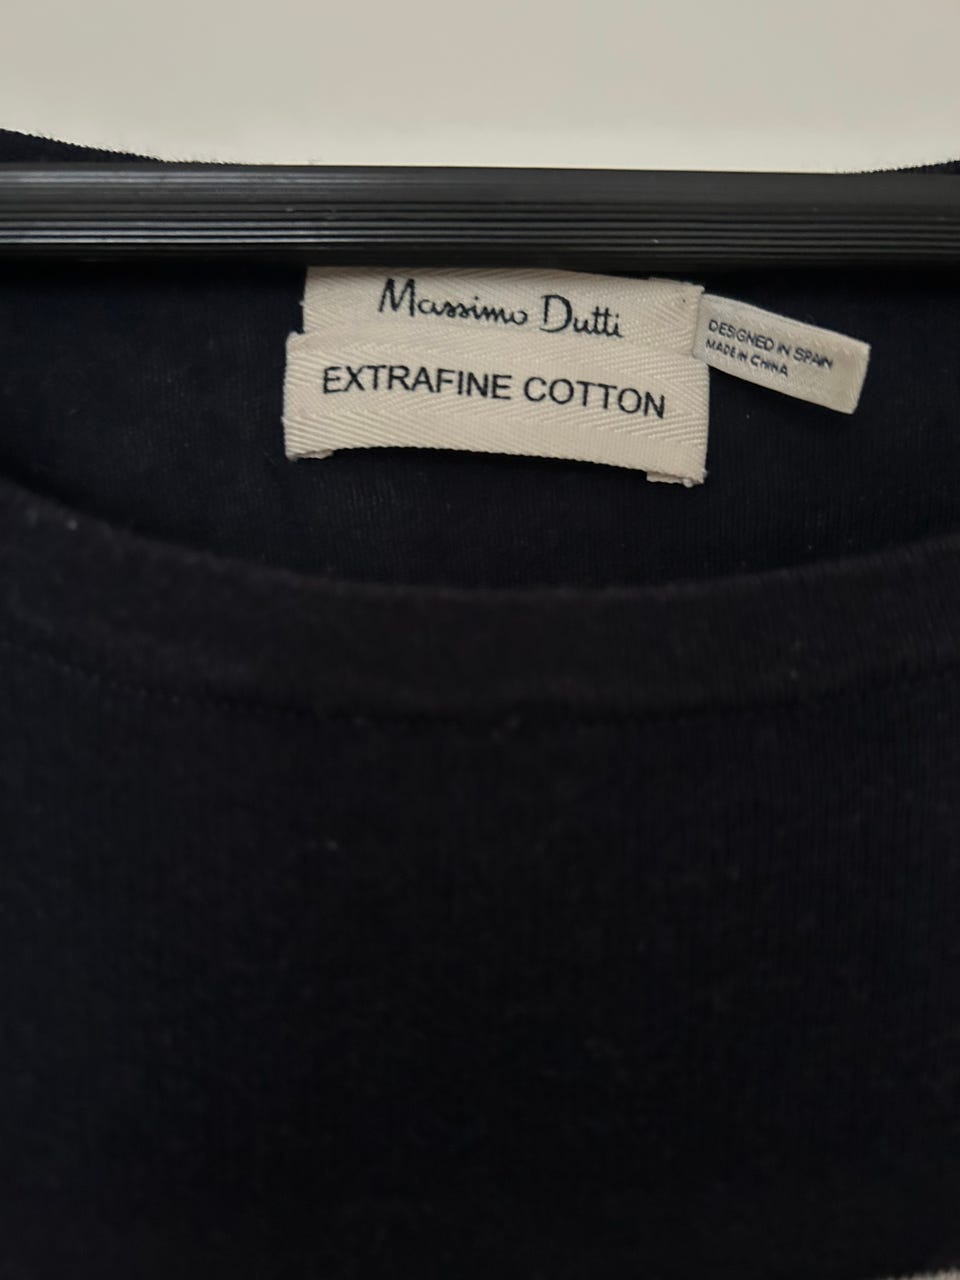 Massimo Dutti
EXTRAFINE COTTON
DESIGNED IN SPAIN
MADE IN CHINA